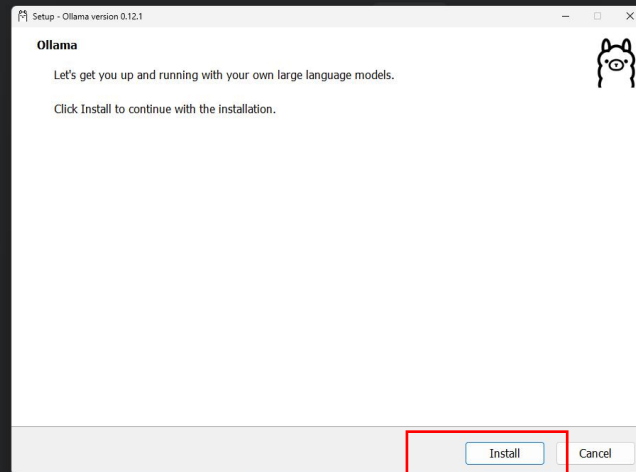 Setup - Ollama version 0.12.1
Ollama
Let's get you up and running with your own large language models.
Click Install to continue with the installation.
Install
Cancel